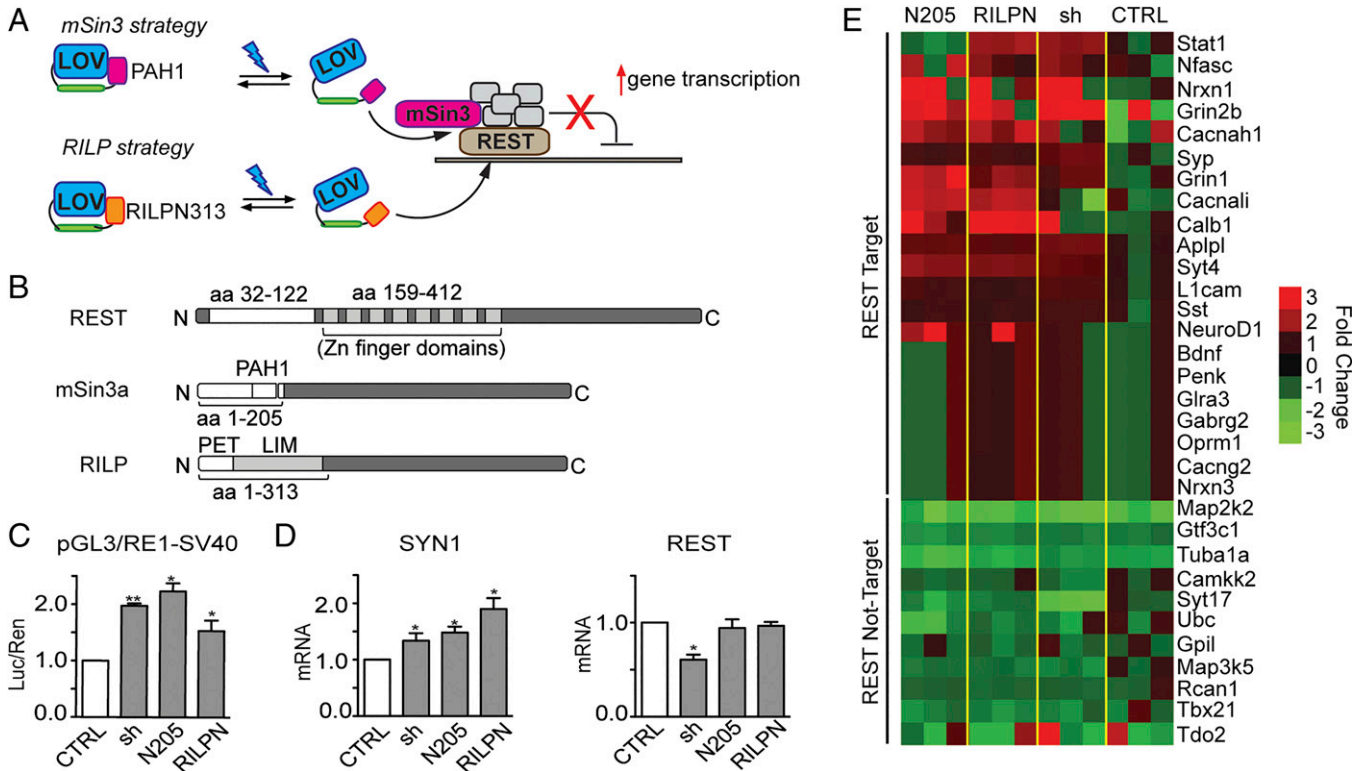 A
mSin3 strategy
LOV
PAH1
LOV
mSin3
REST
gene transcription
RILP strategy
LOV
RILPN313
LOV
B
aa 32-122
aa 159-412
REST
N
C
(Zn finger domains)
PAH1
mSin3a
N
C
aa 1-205
PET
LIM
RILP
N
C
aa 1-313
C
pGL3/RE1-SV40
Luc/Ren
2.0
1.0
0.0
**
*
*
CTRL
sh
N205
RILPN
D
SYN1
mRNA
2.0
1.0
0.0
*
*
*
CTRL
sh
N205
RILPN
REST
mRNA
1.0
0.0
*
CTRL
sh
N205
RILPN
E
N205 RILPN sh CTRL
REST Target
Stat1
Nfasc
Nrxn1
Grin2b
Cacnah1
Syp
Grin1
Cacnali
Calb1
Aplpl
Syt4
L1cam
Sst
NeuroD1
Bdnf
Penk
Glra3
Gabrg2
Oprm1
Cacng2
Nrxn3
REST Not-Target
Map2k2
Gtf3c1
Tuba1a
Camkk2
Syt17
Ubc
Gpil
Map3k5
Rcan1
Tbx21
Tdo2
3
2
1
0
-1
-2
-3
Fold Change